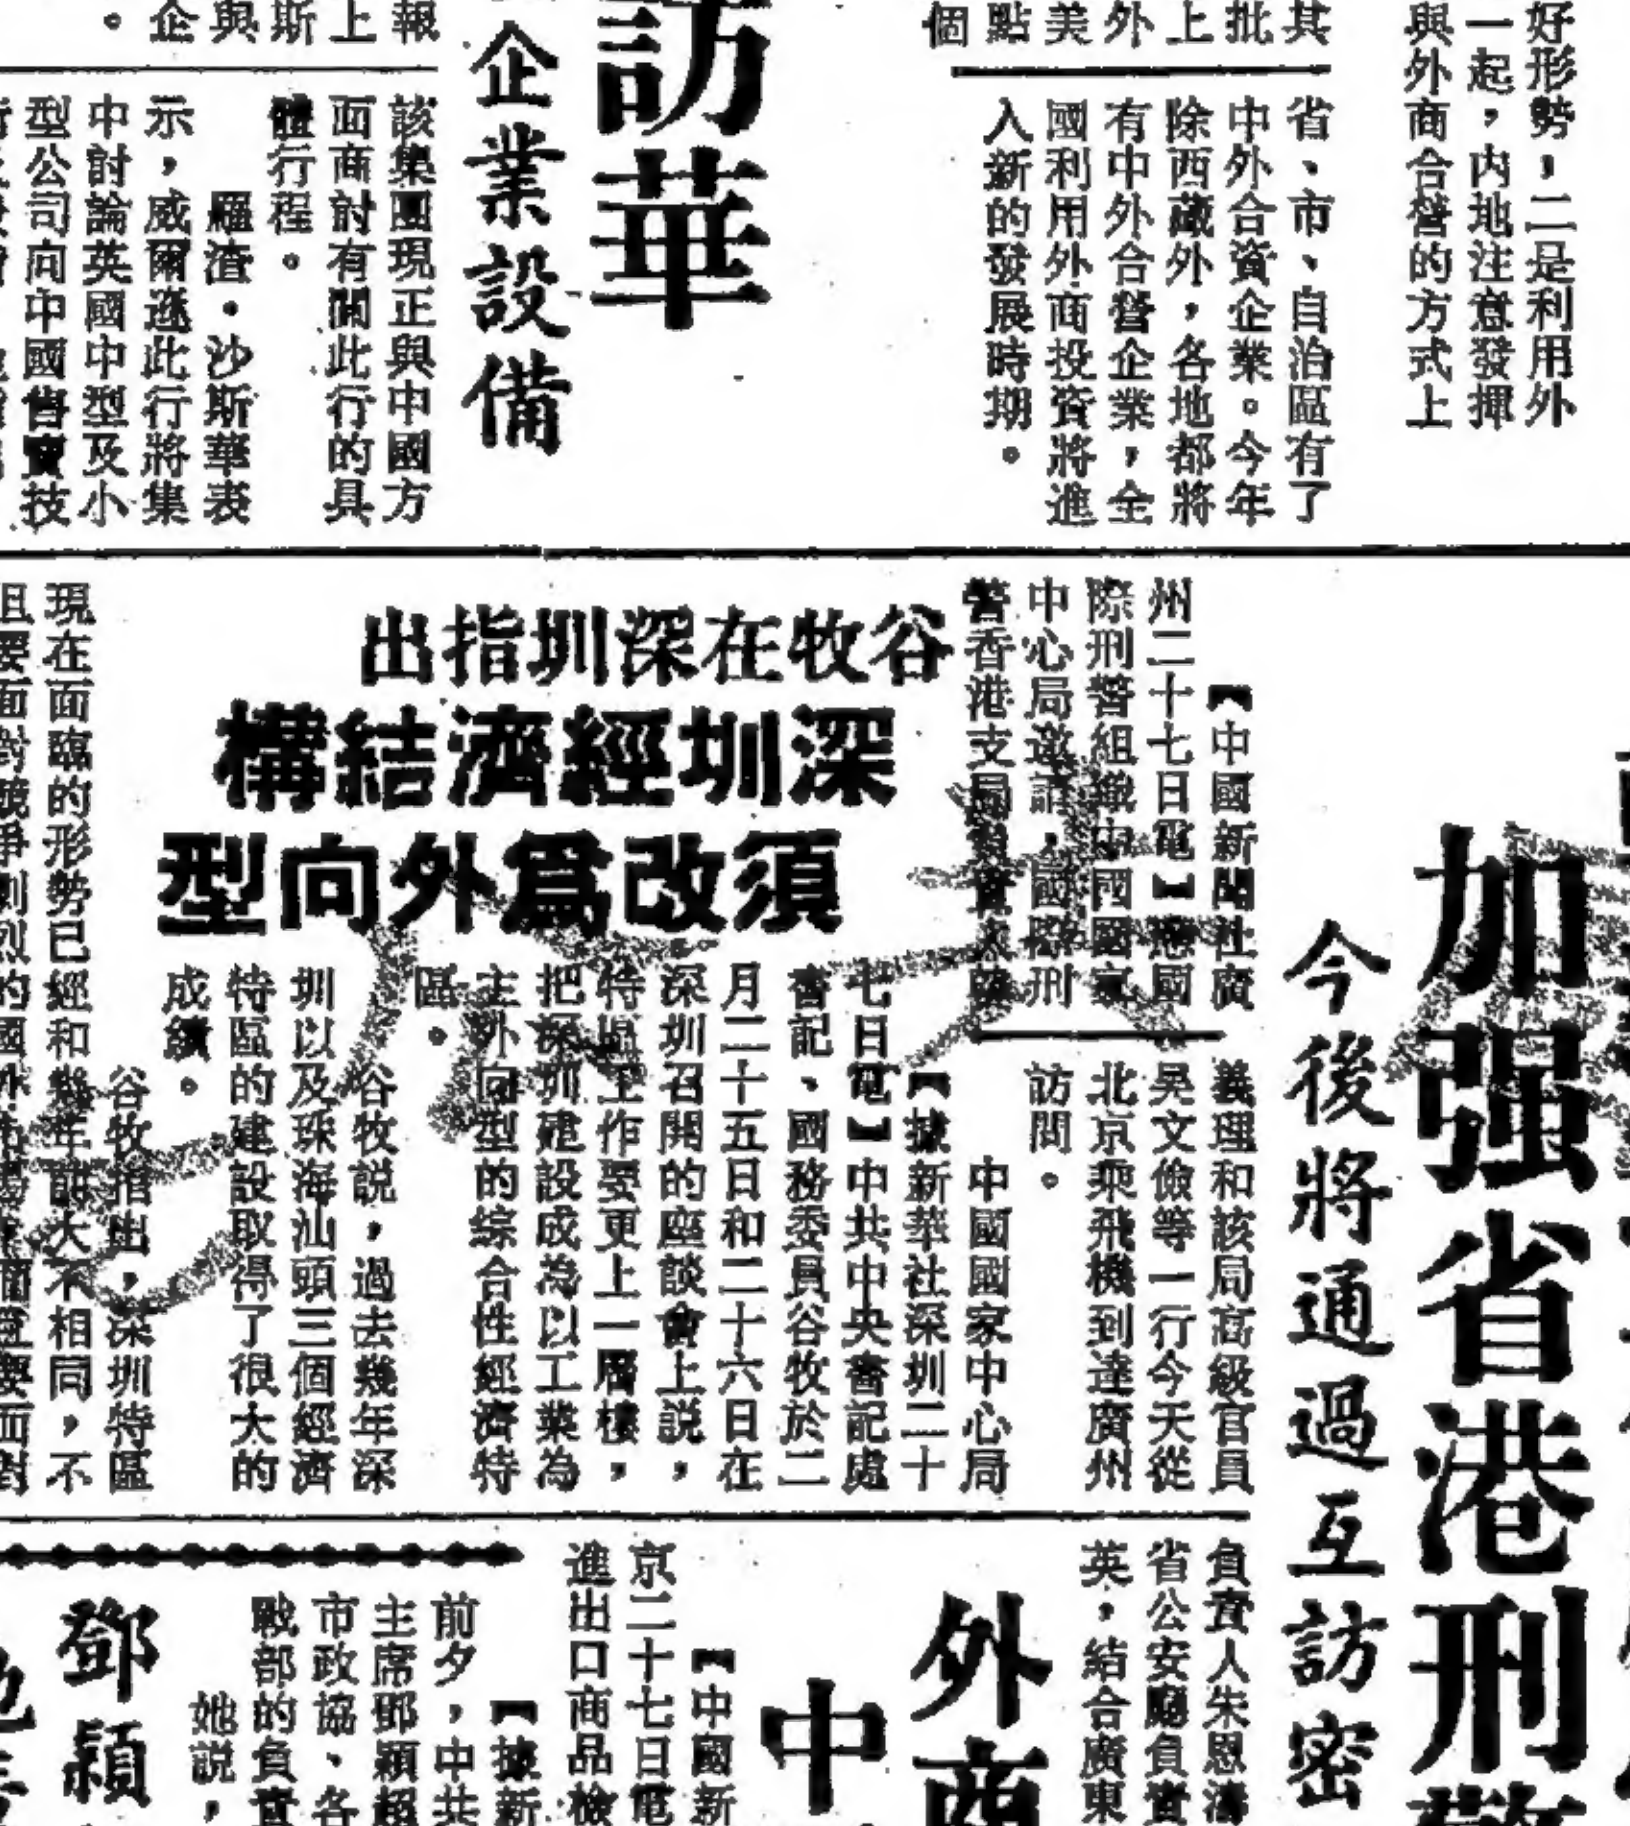 好形勢，二是利用外
一起，内地注意發揮
與外商合營的方式上
其
批
上
外
美
點
個
省、市、自治區有了
中外合資企業。今年
除西藏外，各地都將
有中外合營企業，全
國利用外商投資將進
入新的發展時期。
訪華
企業設備
報
上
斯
與
企
。
該集團現正與中國方
面商討有關此行的具
體行程。
羅渣·沙斯華表
示，威爾遜此行將集
中討論英國中型及小
型公司向中國售賣技
加强省港刑警
今後將通過互訪密
【中國新聞社廣
州二十七日電】應國
際刑警組織中國國家
中心局邀請，國際刑
警香港支局
義理和該局高級官員
吳文儉等一行今天從
北京乘飛機到達廣州
訪問。
中國國家中心局
負責人朱恩濤
省公安廳負責
英，結合廣東
谷牧在深圳指出
深圳經濟結構
須改爲外向型
【據新華社深圳二十
七日電】中共中央書記處
書記、國務委員谷牧於二
月二十五日和二十六日在
深圳召開的座談會上説，
特區工作要更上一層樓，
把深圳建設成為以工業為
主外向型的綜合性經濟特
區。
谷牧説，過去幾年深
圳以及珠海汕頭三個經濟
特區的建設取得了很大的
成績。
谷牧指出，深圳特區
現在面臨的形勢已經和幾年前大不相同，不
且要面對競爭劇烈的國外市場
面要面對
外商
中
【中國新
京二十七日電
進出口商品檢
鄧穎
【據新
前夕，中共
主席鄧穎超
市政協、各
戰部的負責
她説，